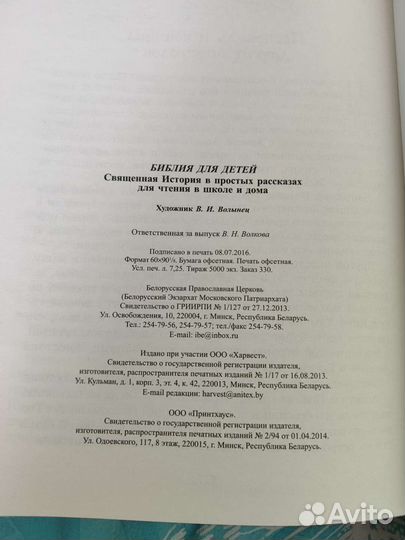 БИБЛИЯ ДЛЯ ДЕТЕЙ
Священная История в простых рассказах
для чтения в школе и дома
Художник В. И. Волынец
Ответственная за выпуск В. Н. Волкова
Подписано в печать 08.07.2016.
Формат 60×90¹/₈. Бумага офсетная. Печать офсетная.
Усл. печ. л. 7,25. Тираж 5000 экз. Заказ 330.
Белорусская Православная Церковь
(Белорусский Экзархат Московского Патриархата)
Свидетельство о ГРИИРПИ № 1/127 от 27.12.2013.
Ул. Освобождения, 10, 220004, г. Минск, Республика Беларусь.
Тел.: 254-79-56, 254-79-57; тел./факс 254-79-58.
E-mail: ibe@inbox.ru
Издано при участии ООО «Харвест».
Свидетельство о государственной регистрации издателя,
изготовителя, распространителя печатных изданий № 1/17 от 16.08.2013.
Ул. Кульман, д. 1, корп. 3, эт. 4, к. 42, 220013, Минск, Республика Беларусь.
E-mail редакции: harvest@anitex.by
ООО «Принтхаус».
Свидетельство о государственной регистрации издателя,
изготовителя, распространителя печатных изданий № 2/94 от 01.04.2014.
Ул. Одоевского, 117, 8 этаж, 220015, г. Минск, Республика Беларусь.
Avito